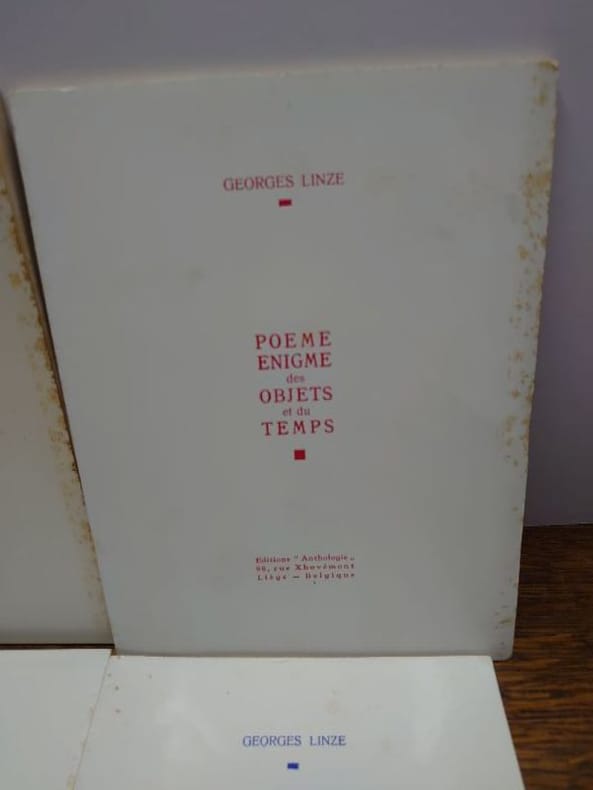 GEORGES LINZE
POEME
ENIGME
des
OBJETS
et du
TEMPS
Editions " Anthologie „
96, rue Xhovémont
Liège — Belgique
GEORGES LINZE